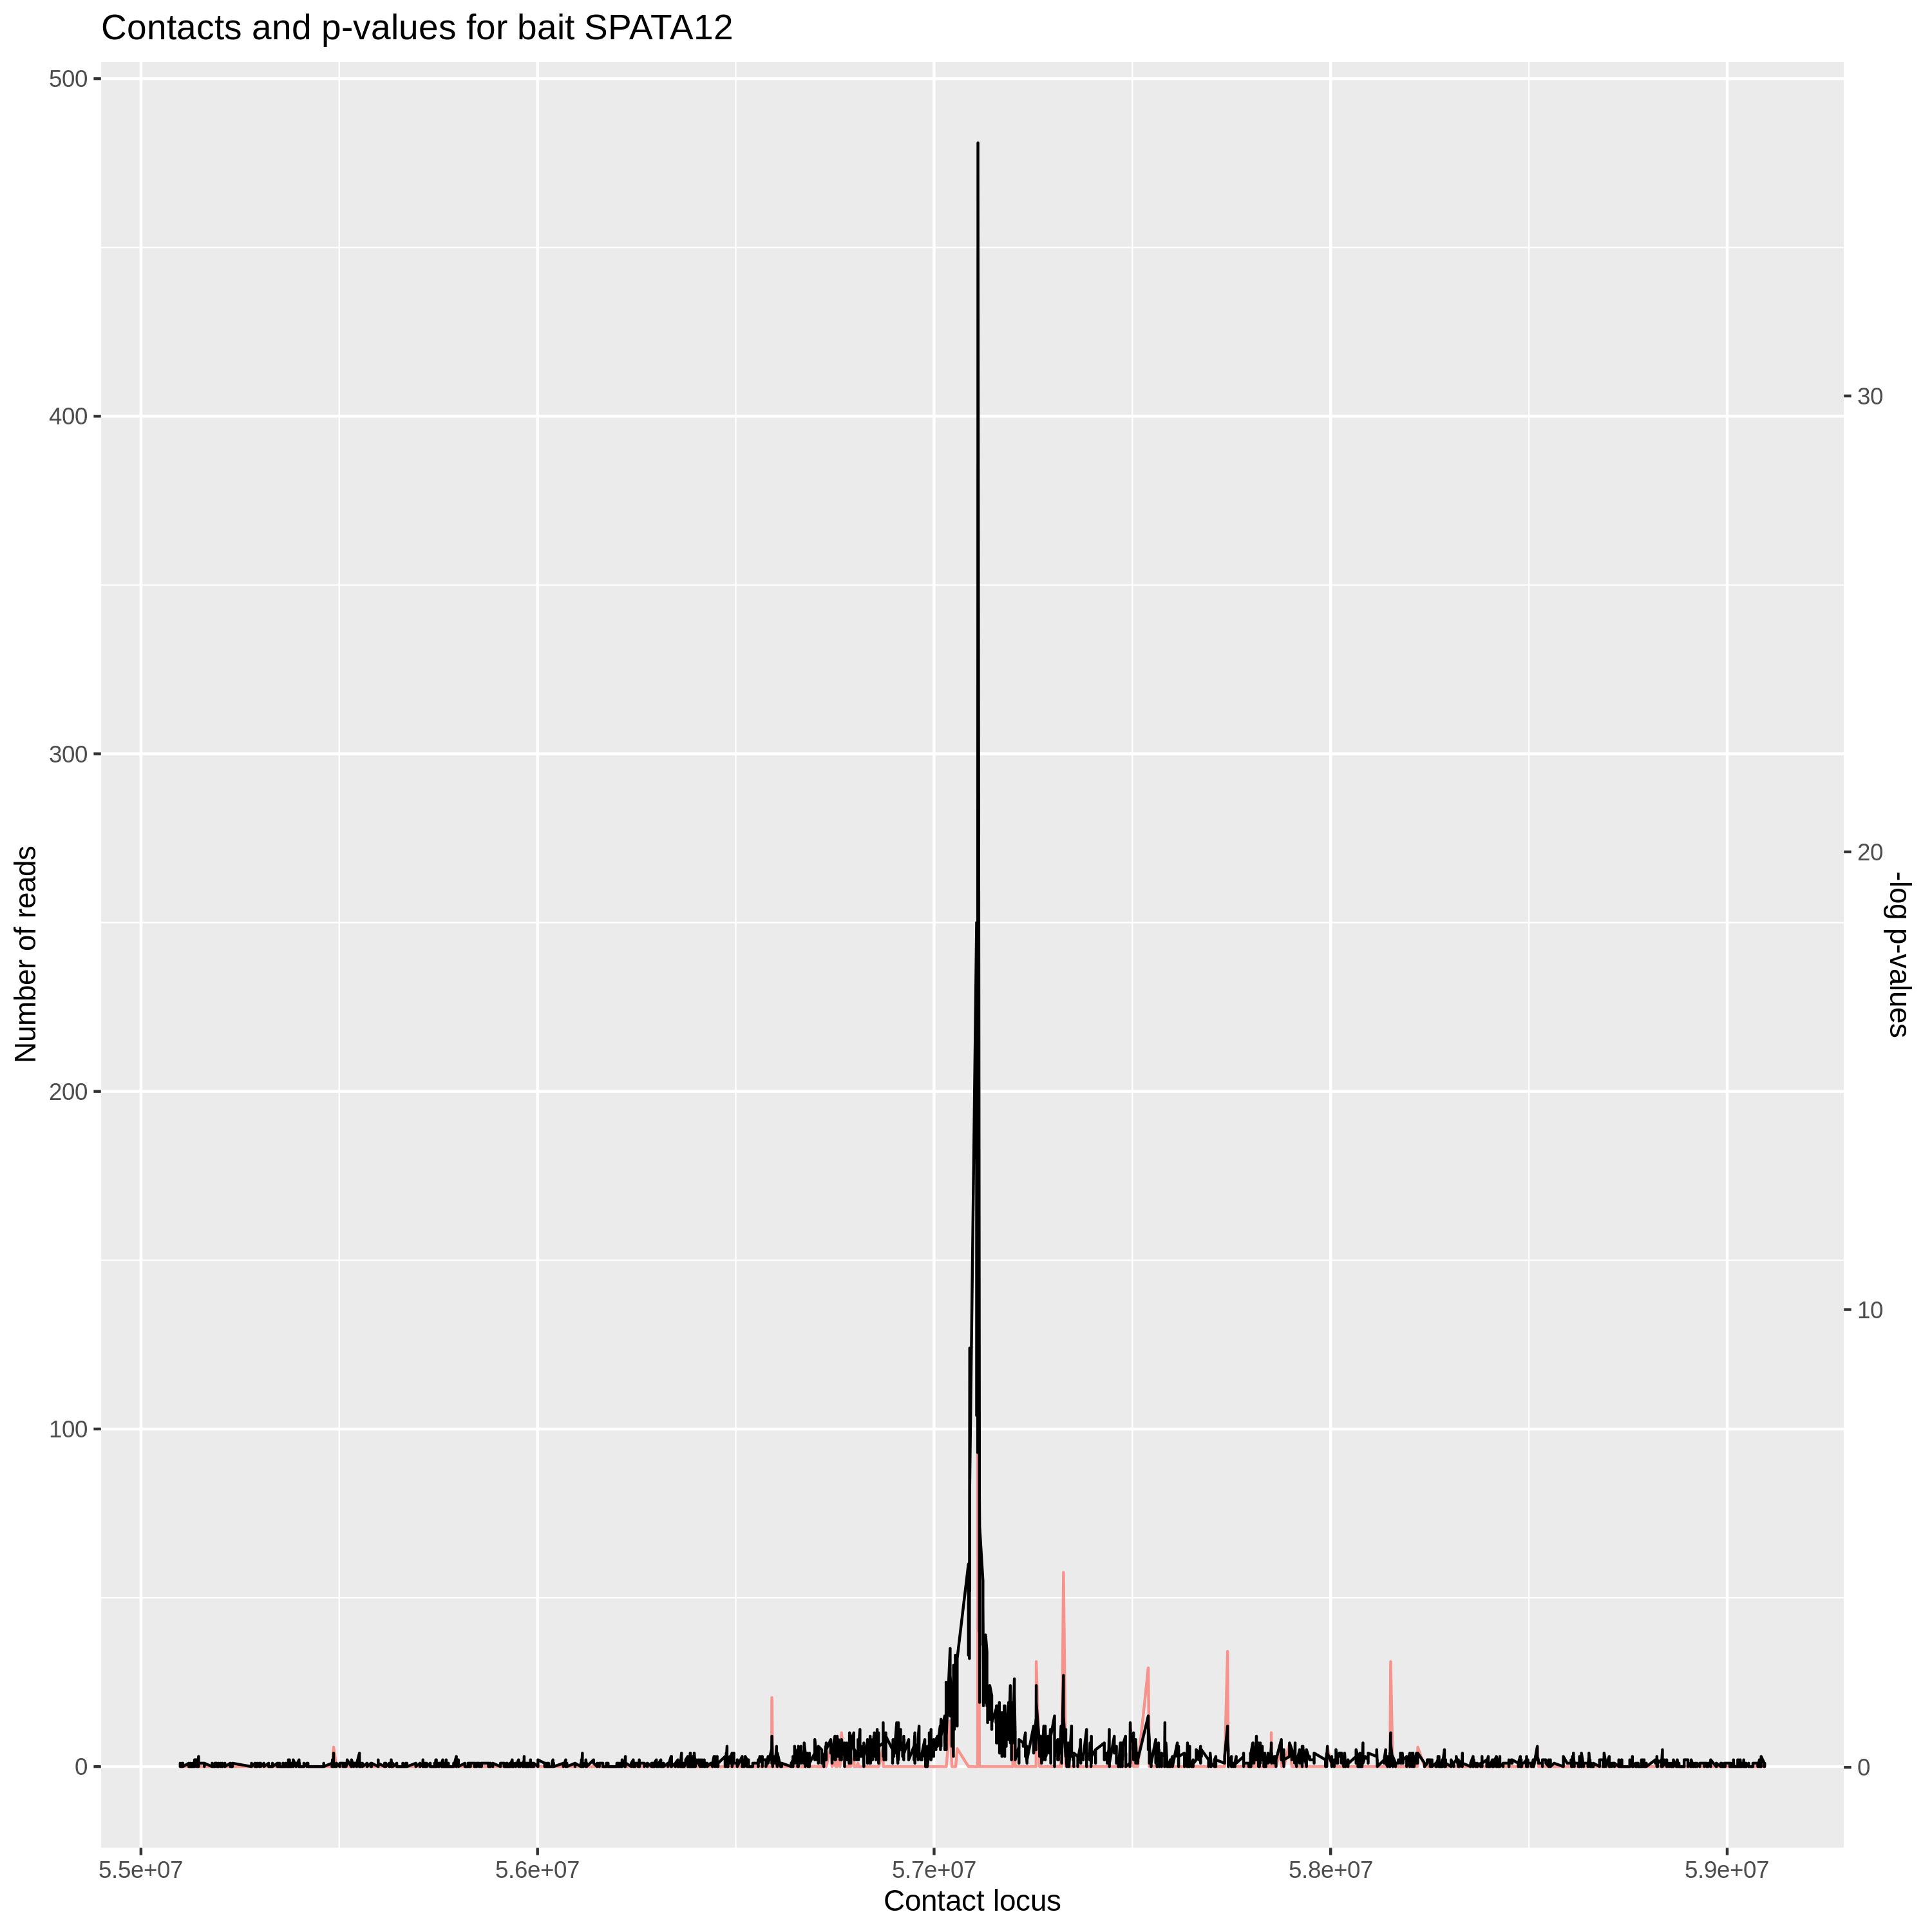 Contacts and p-values for bait SPATA12
500
400
300
200
100
0
Number of reads
30
20
10
0
-log p-values
5.5e+07
5.6e+07
5.7e+07
5.8e+07
5.9e+07
Contact locus